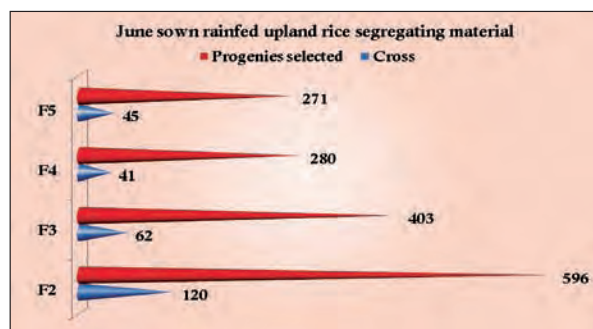 June sown rainfed upland rice segregating material
Progenies selected Cross
F5
271
45
F4
280
41
F3
403
62
F2
596
120